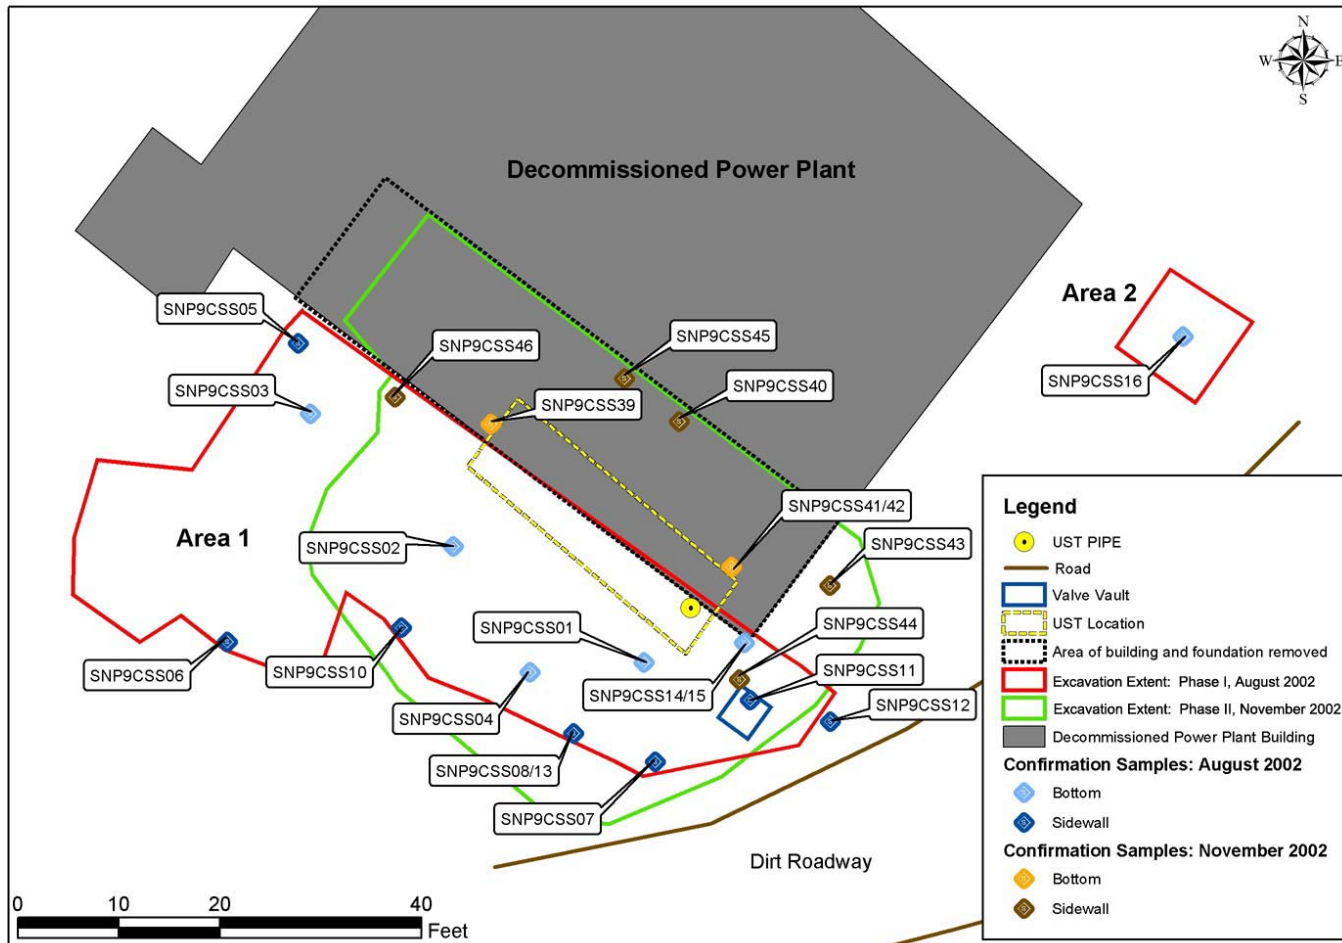 N
W E
S
Decommissioned Power Plant
Area 2
SNP9CSS05
SNP9CSS46
SNP9CSS45
SNP9CSS03
SNP9CSS39
SNP9CSS40
SNP9CSS16
SNP9CSS41/42
Area 1
SNP9CSS02
SNP9CSS43
SNP9CSS01
SNP9CSS44
SNP9CSS06
SNP9CSS10
SNP9CSS14/15
SNP9CSS11
SNP9CSS04
SNP9CSS12
SNP9CSS08/13
SNP9CSS07
Dirt Roadway
0 10 20 40
Feet
Legend
UST PIPE
Road
Valve Vault
UST Location
Area of building and foundation removed
Excavation Extent: Phase I, August 2002
Excavation Extent: Phase II, November 2002
Decommissioned Power Plant Building
Confirmation Samples: August 2002
Bottom
Sidewall
Confirmation Samples: November 2002
Bottom
Sidewall